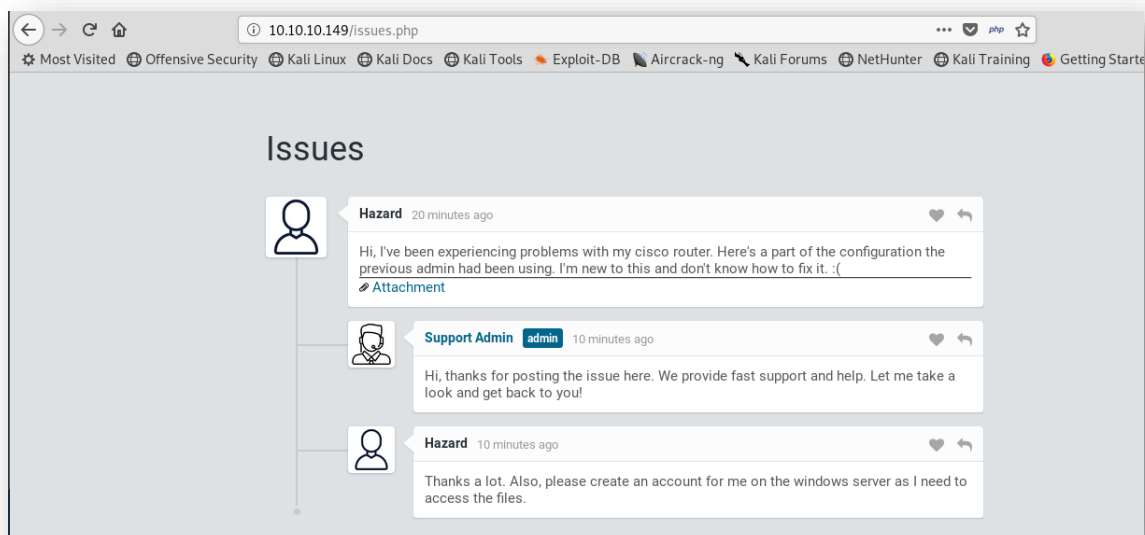 10.10.10.149/issues.php
php
Most Visited Offensive Security Kali Linux Kali Docs Kali Tools Exploit-DB Aircrack-ng Kali Forums NetHunter Kali Training Getting Starte
Issues
Hazard 20 minutes ago
Hi, I've been experiencing problems with my cisco router. Here's a part of the configuration the
previous admin had been using. I'm new to this and don't know how to fix it. :(
Attachment
Support Admin admin 10 minutes ago
Hi, thanks for posting the issue here. We provide fast support and help. Let me take a
look and get back to you!
Hazard 10 minutes ago
Thanks a lot. Also, please create an account for me on the windows server as I need to
access the files.